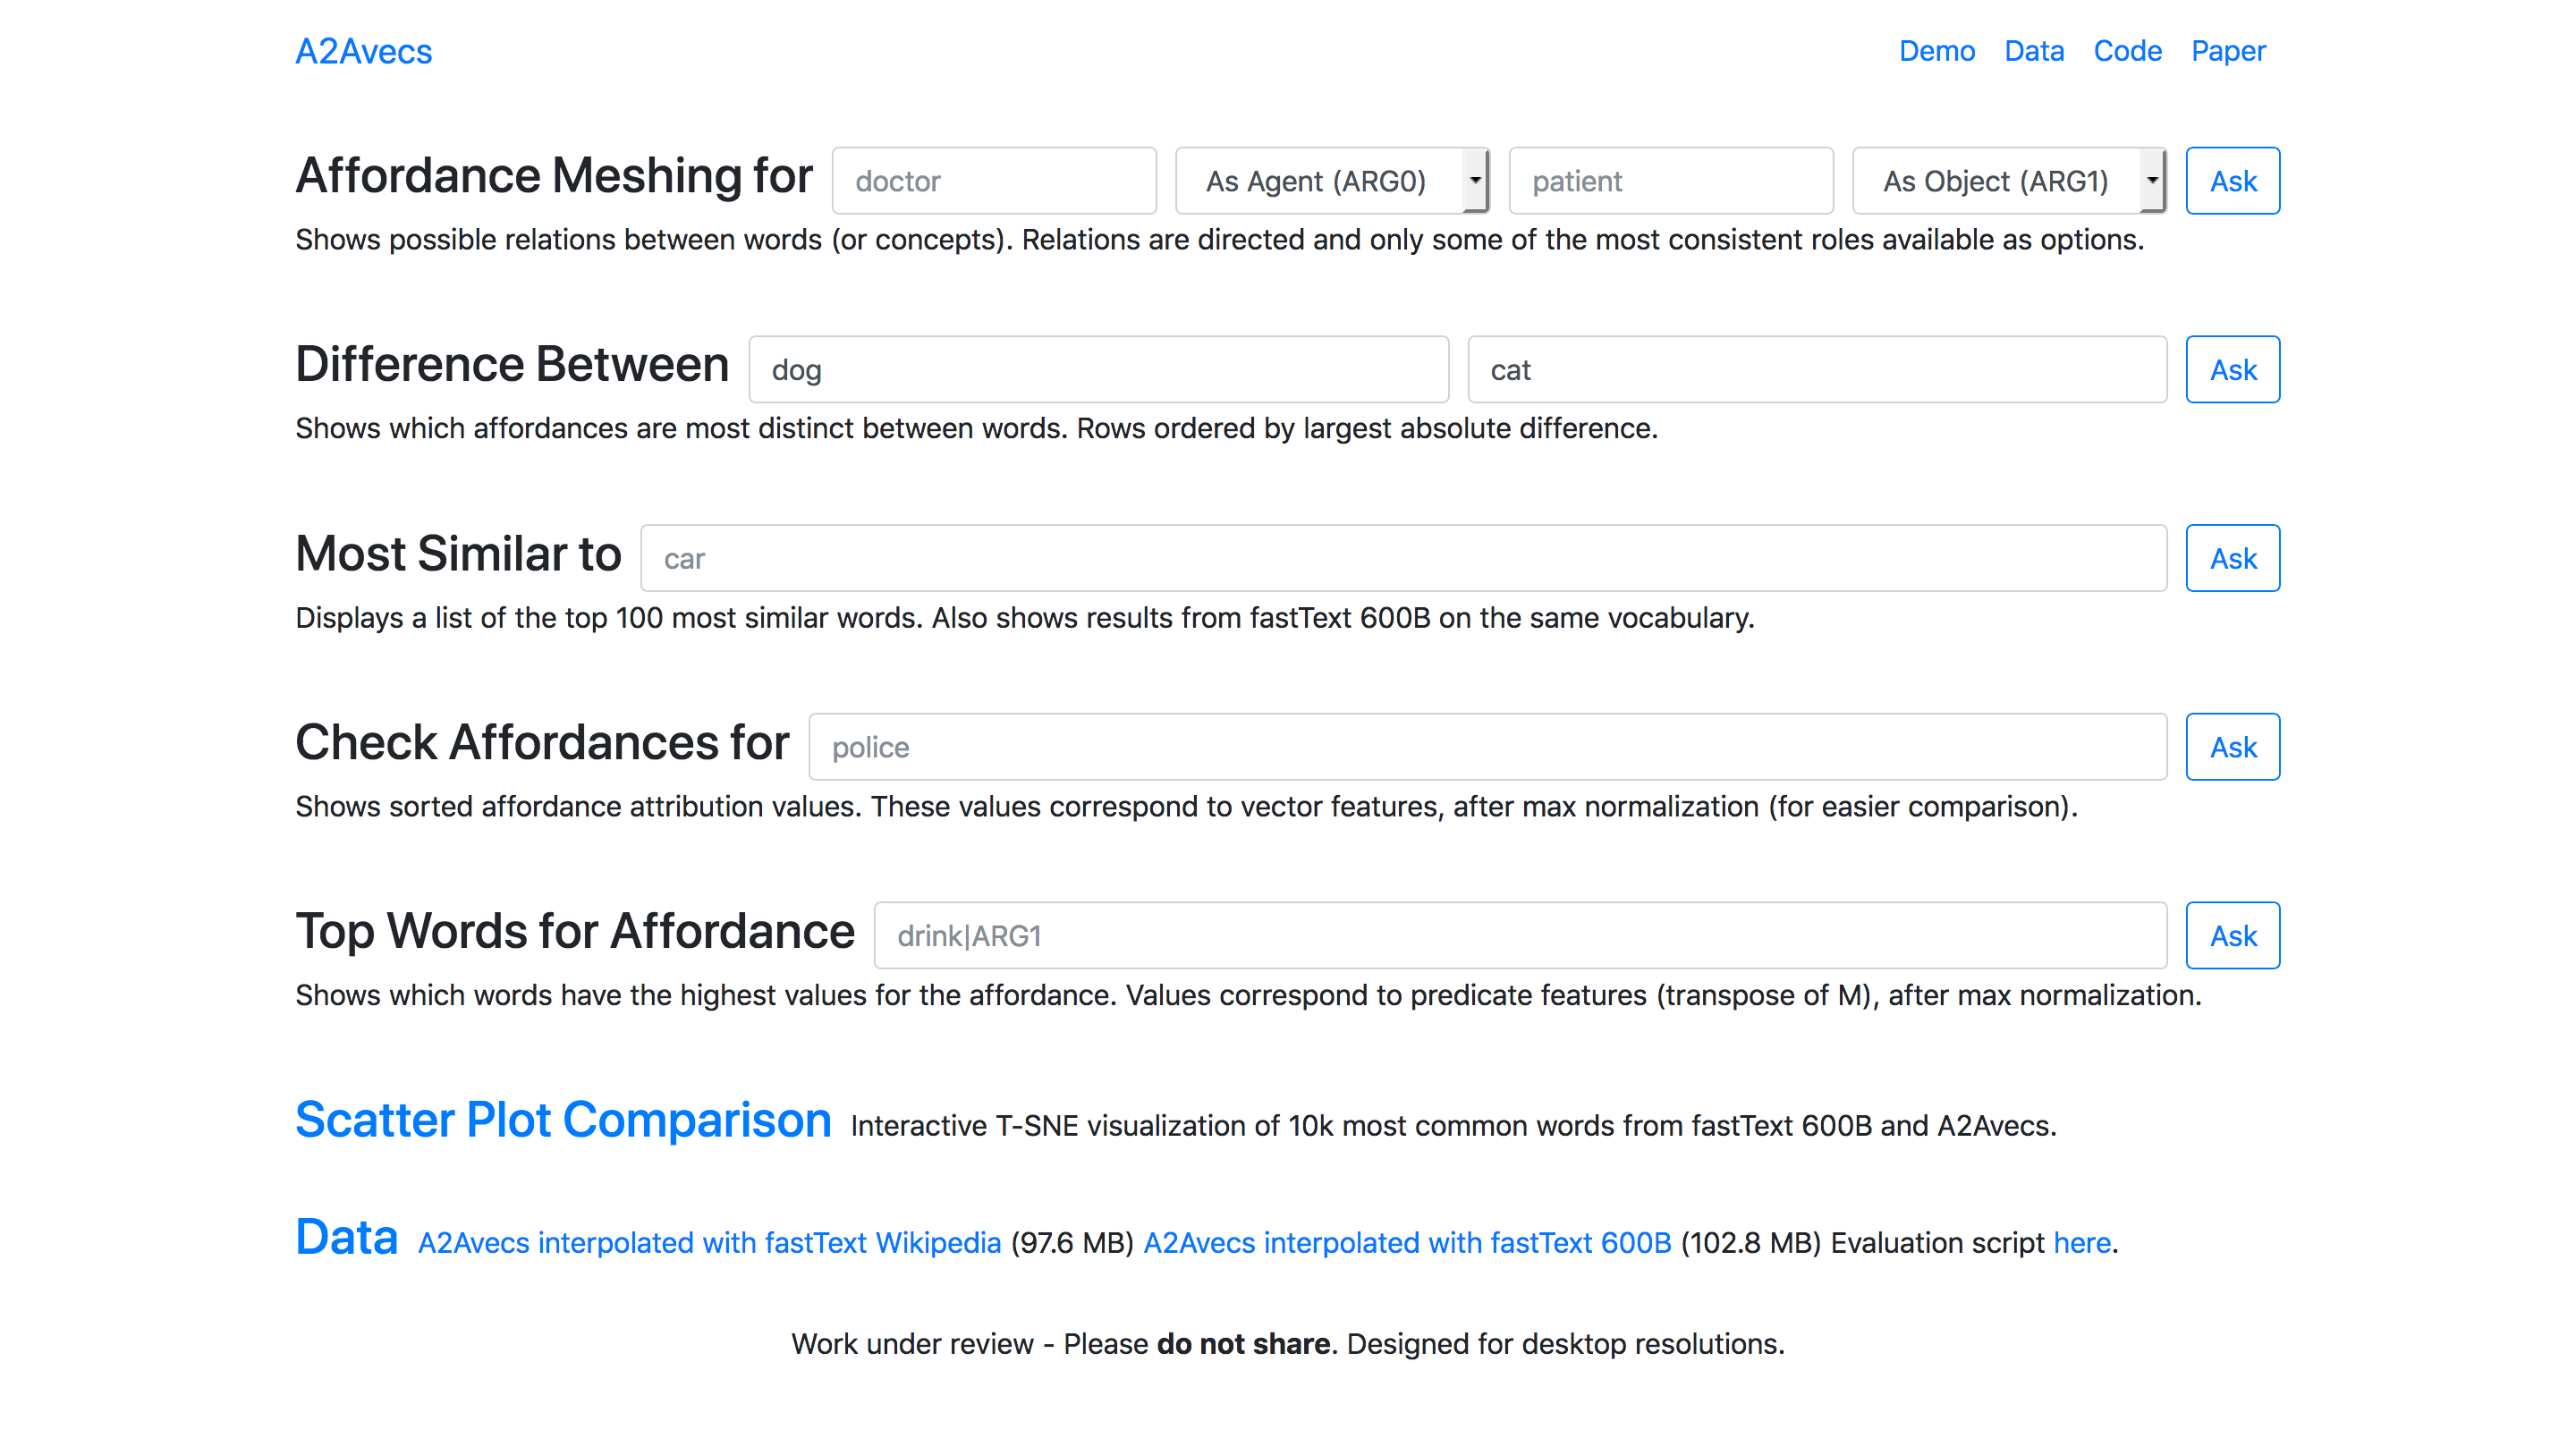 A2Avecs Demo Data Code Paper
Affordance Meshing for doctor As Agent (ARG0) patient As Object (ARG1) Ask
Shows possible relations between words (or concepts). Relations are directed and only some of the most consistent roles available as options.
Difference Between dog cat Ask
Shows which affordances are most distinct between words. Rows ordered by largest absolute difference.
Most Similar to car Ask
Displays a list of the top 100 most similar words. Also shows results from fastText 600B on the same vocabulary.
Check Affordances for police Ask
Shows sorted affordance attribution values. These values correspond to vector features, after max normalization (for easier comparison).
Top Words for Affordance drink|ARG1 Ask
Shows which words have the highest values for the affordance. Values correspond to predicate features (transpose of M), after max normalization.
Scatter Plot Comparison Interactive T-SNE visualization of 10k most common words from fastText 600B and A2Avecs.
Data A2Avecs interpolated with fastText Wikipedia (97.6 MB) A2Avecs interpolated with fastText 600B (102.8 MB) Evaluation script here.
Work under review - Please do not share. Designed for desktop resolutions.